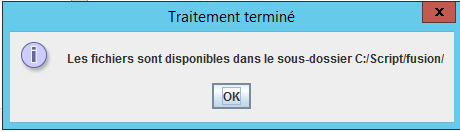 Traitement terminé
x
Les fichiers sont disponibles dans le sous-dossier C:/Script/fusion/
OK